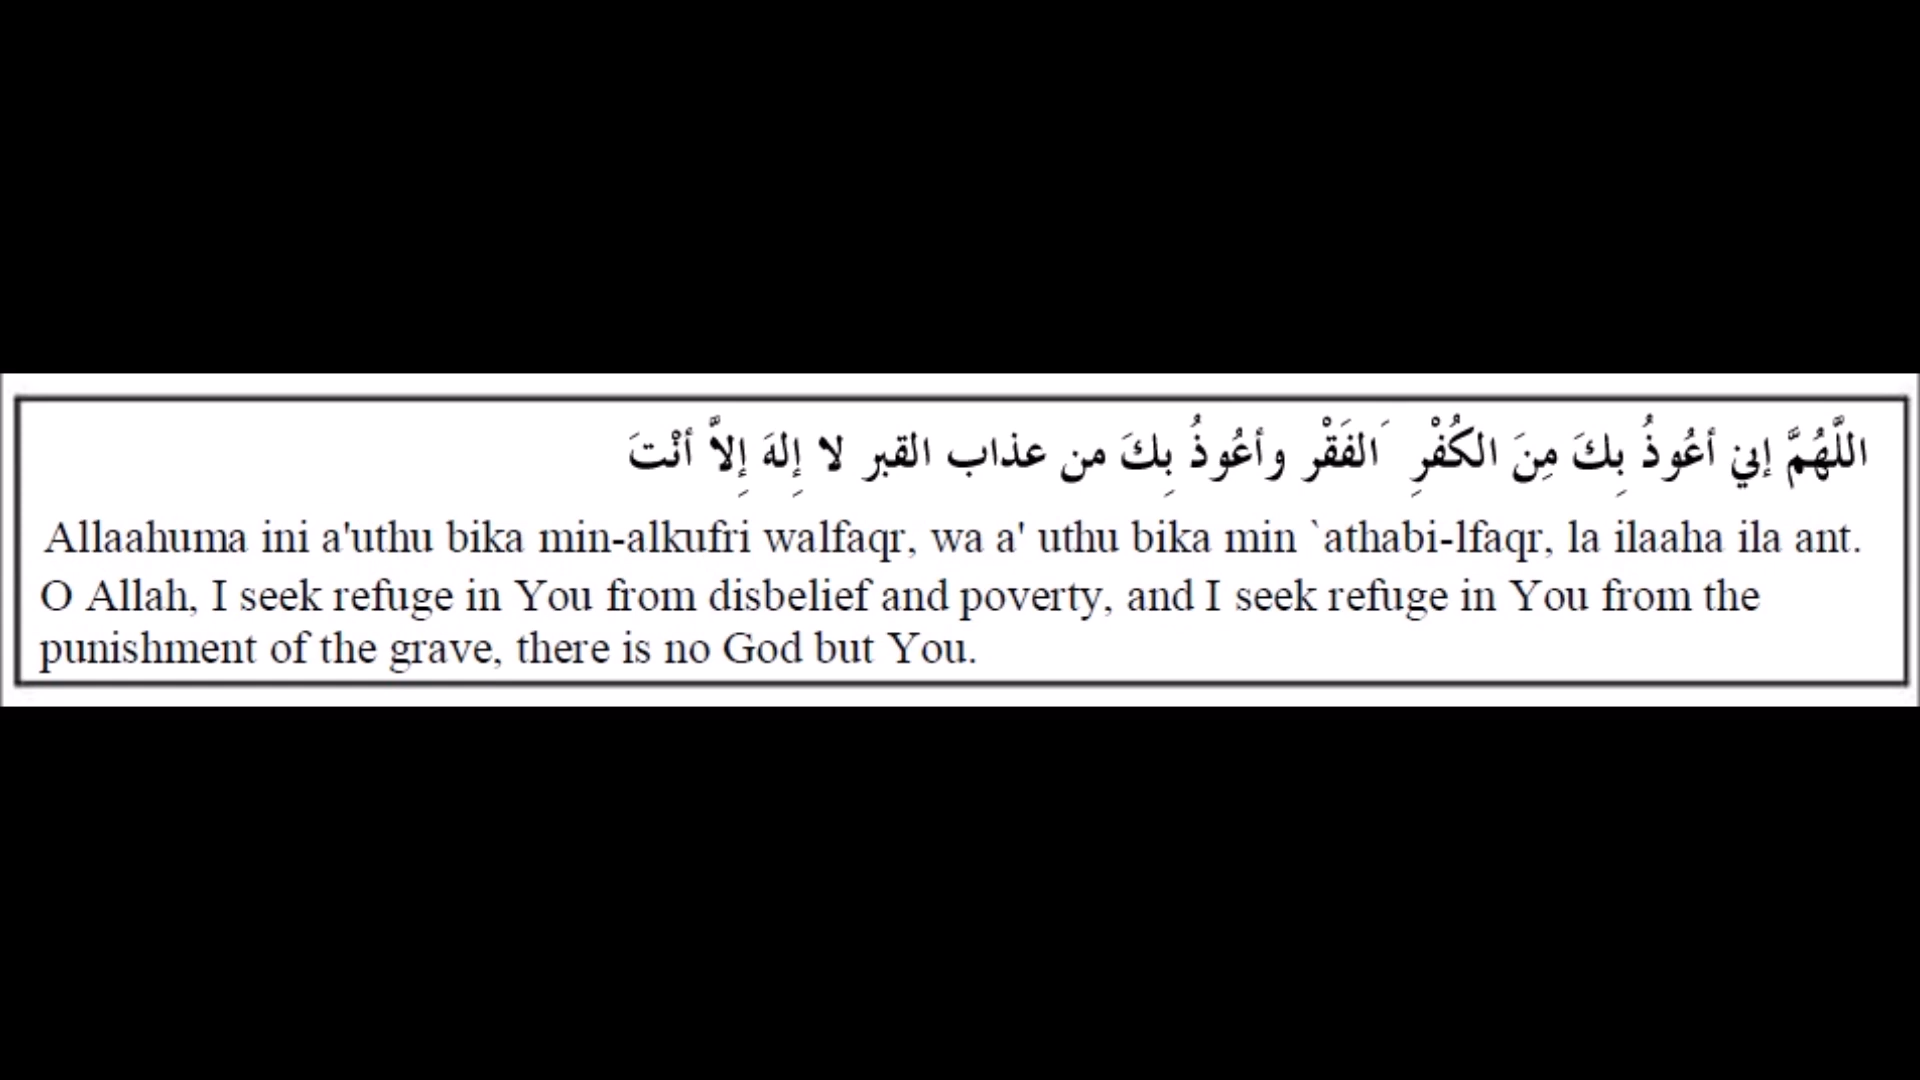 اللَّهُمَّ إنيِ أعُوذُ بِكَ مِنَ الكُفْرِ َالفَقْر وأعُوذُ بِكَ من عذاب القبر لا إِلهَ إِلاَّ أنْتَ
Allaahuma ini a'uthu bika min-alkufri walfaqr, wa a' uthu bika min `athabi-lfaqr, la ilaaha ila ant.
O Allah, I seek refuge in You from disbelief and poverty, and I seek refuge in You from the
punishment of the grave, there is no God but You.